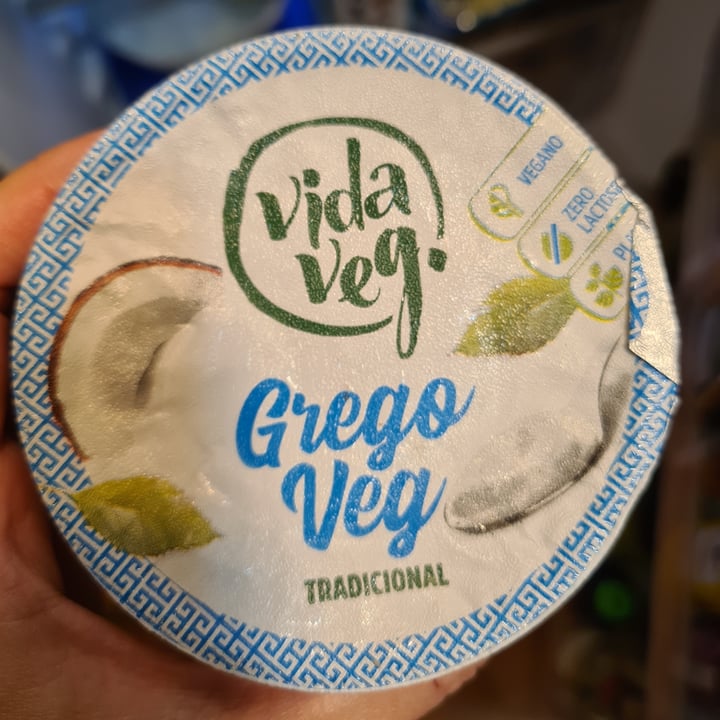 vida
veg.
VEGANO
ZERO
LACTOSE
Grego
Veg
TRADICIONAL